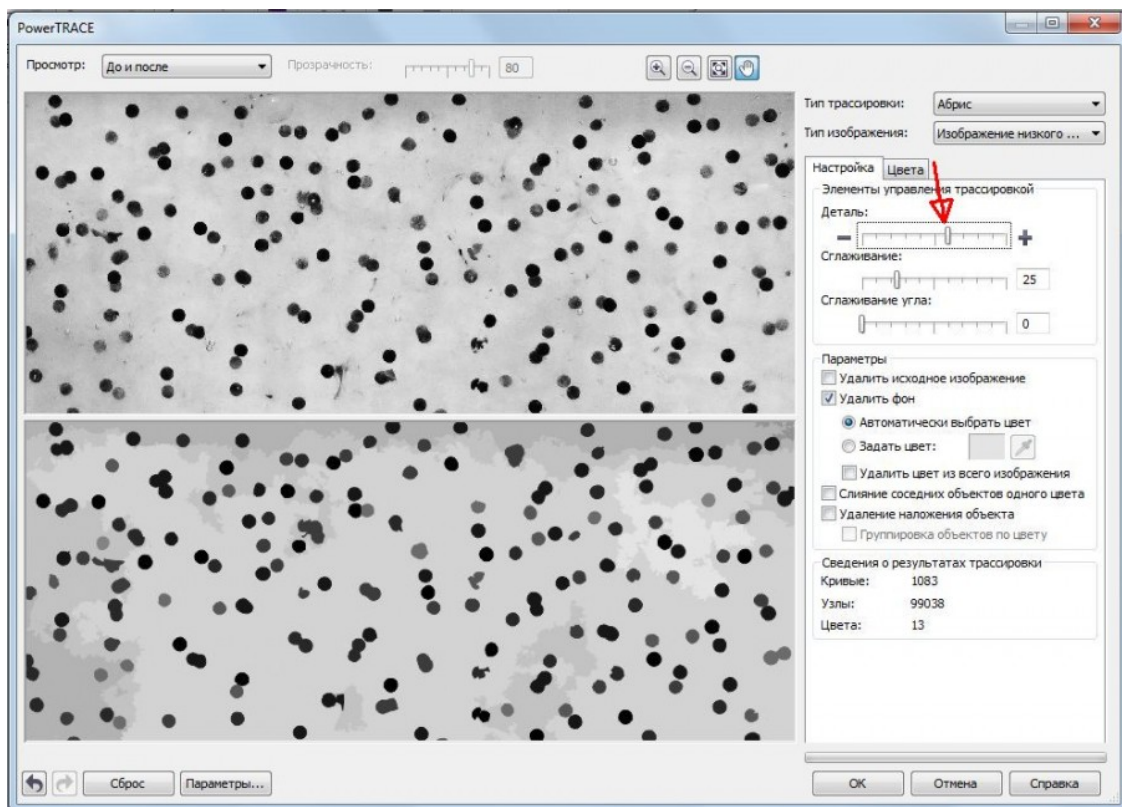 PowerTRACE
Просмотр: До и после Прозрачность: 80
Тип трассировки: Абрис
Тип изображения: Изображение низкого ...
Настройка Цвета
Элементы управления трассировкой
Деталь:
Сглаживание:
25
Сглаживание угла:
0
Параметры
Удалить исходное изображение
Удалить фон
Автоматически выбрать цвет
Задать цвет:
Удалить цвет из всего изображения
Слияние соседних объектов одного цвета
Удаление наложения объекта
Группировка объектов по цвету
Сведения о результатах трассировки
Кривые: 1083
Узлы: 99038
Цвета: 13
Сброс Параметры... OK Отмена Справка